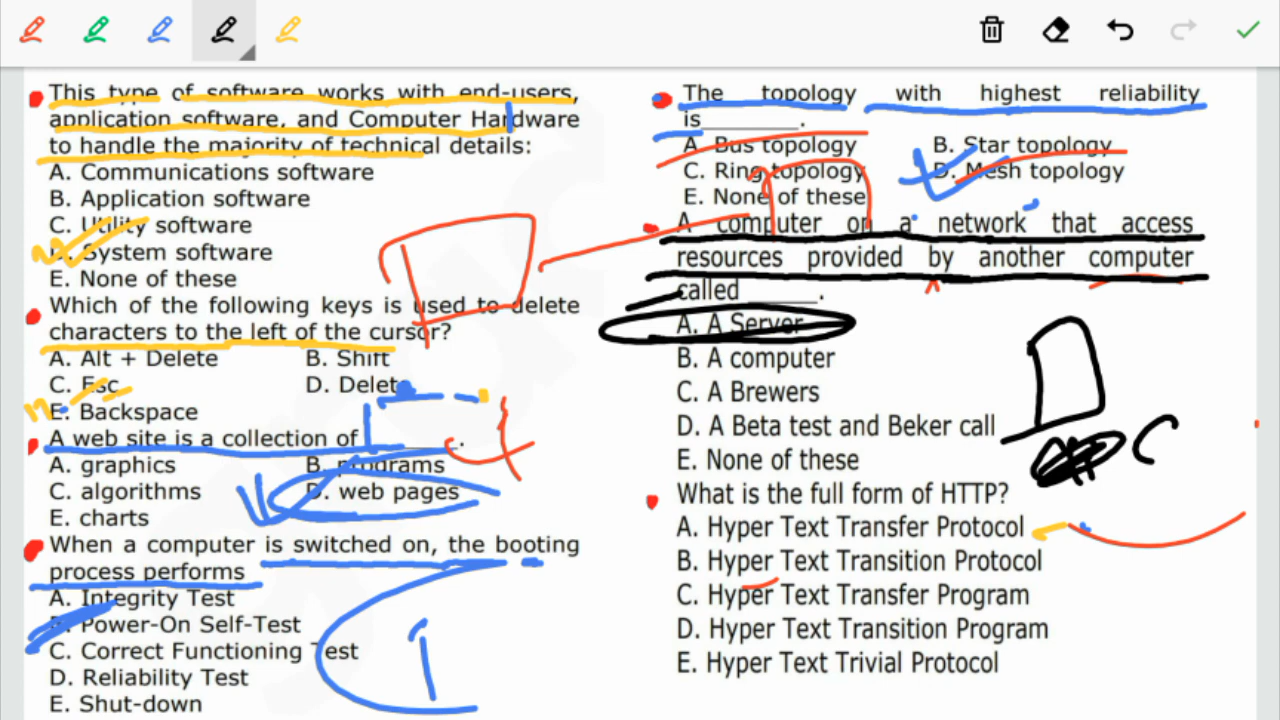 This type of software works with end-users,
application software, and Computer Hardware
to handle the majority of technical details:
A. Communications software
B. Application software
C. Utility software
D. System software
E. None of these
Which of the following keys is used to delete
characters to the left of the cursor?
A. Alt + Delete B. Shift
C. Esc D. Delete
E. Backspace
A web site is a collection of ________.
A. graphics B. programs
C. algorithms D. web pages
E. charts
When a computer is switched on, the booting
process performs
A. Integrity Test
B. Power-On Self-Test
C. Correct Functioning Test
D. Reliability Test
E. Shut-down
The topology with highest reliability
is________.
A. Bus topology B. Star topology
C. Ring topology D. Mesh topology
E. None of these
A computer on a network that access
resources provided by another computer
called ______.
A. A Server
B. A computer
C. A Brewers
D. A Beta test and Beker call
E. None of these
What is the full form of HTTP?
A. Hyper Text Transfer Protocol
B. Hyper Text Transition Protocol
C. Hyper Text Transfer Program
D. Hyper Text Transition Program
E. Hyper Text Trivial Protocol